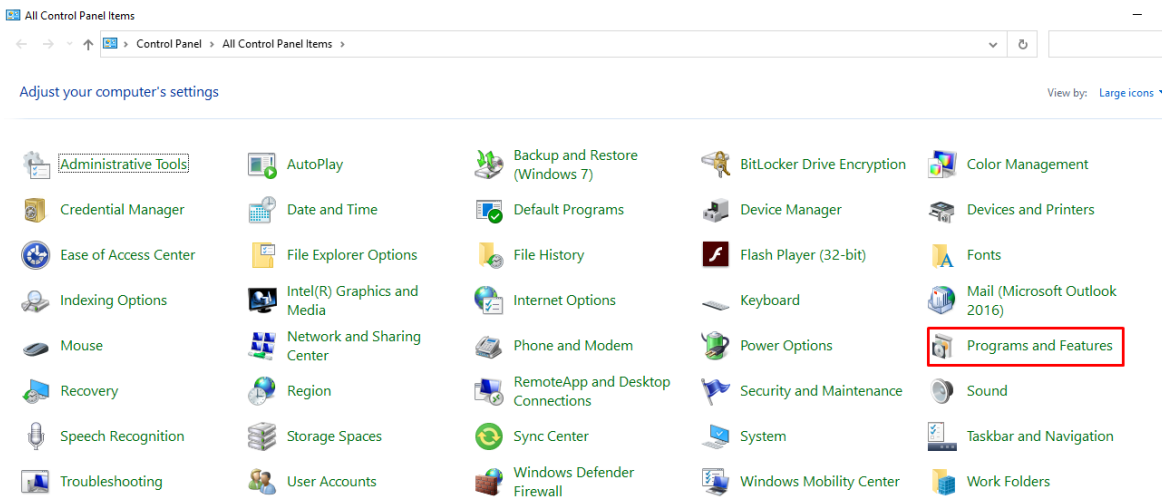 All Control Panel Items
Control Panel > All Control Panel Items >
Adjust your computer's settings
View by: Large icons
Administrative Tools
AutoPlay
Backup and Restore
(Windows 7)
BitLocker Drive Encryption
Color Management
Credential Manager
Date and Time
Default Programs
Device Manager
Devices and Printers
Ease of Access Center
File Explorer Options
File History
Flash Player (32-bit)
Fonts
Indexing Options
Intel(R) Graphics and
Media
Internet Options
Keyboard
Mail (Microsoft Outlook
2016)
Mouse
Network and Sharing
Center
Phone and Modem
Power Options
Programs and Features
Recovery
Region
RemoteApp and Desktop
Connections
Security and Maintenance
Sound
Speech Recognition
Storage Spaces
Sync Center
System
Taskbar and Navigation
Troubleshooting
User Accounts
Windows Defender
Firewall
Windows Mobility Center
Work Folders